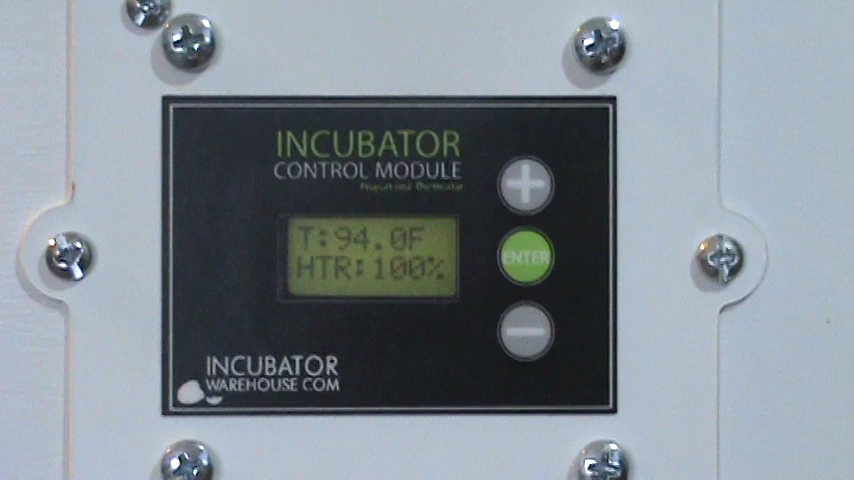 INCUBATOR
CONTROL MODULE
+
T:94.0F
HTR:100%
ENTER
−
INCUBATOR
WAREHOUSE.COM